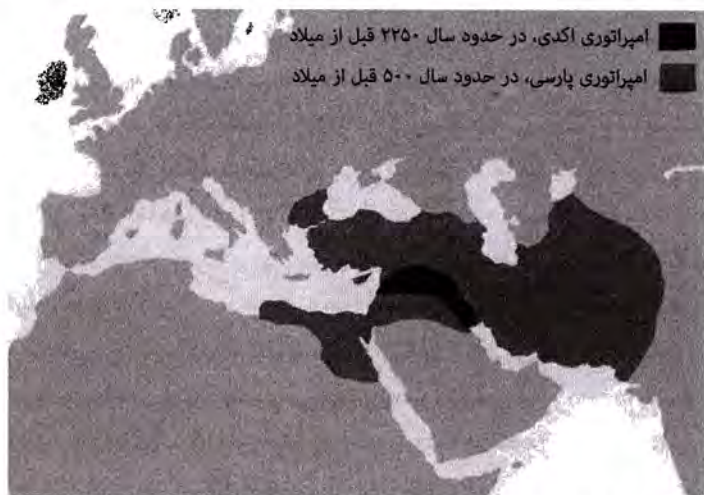 امپراتوری اکدی، در حدود سال ۲۲۵۰ قبل از میلاد
امپراتوری پارسی، در حدود سال ۵۰۰ قبل از میلاد